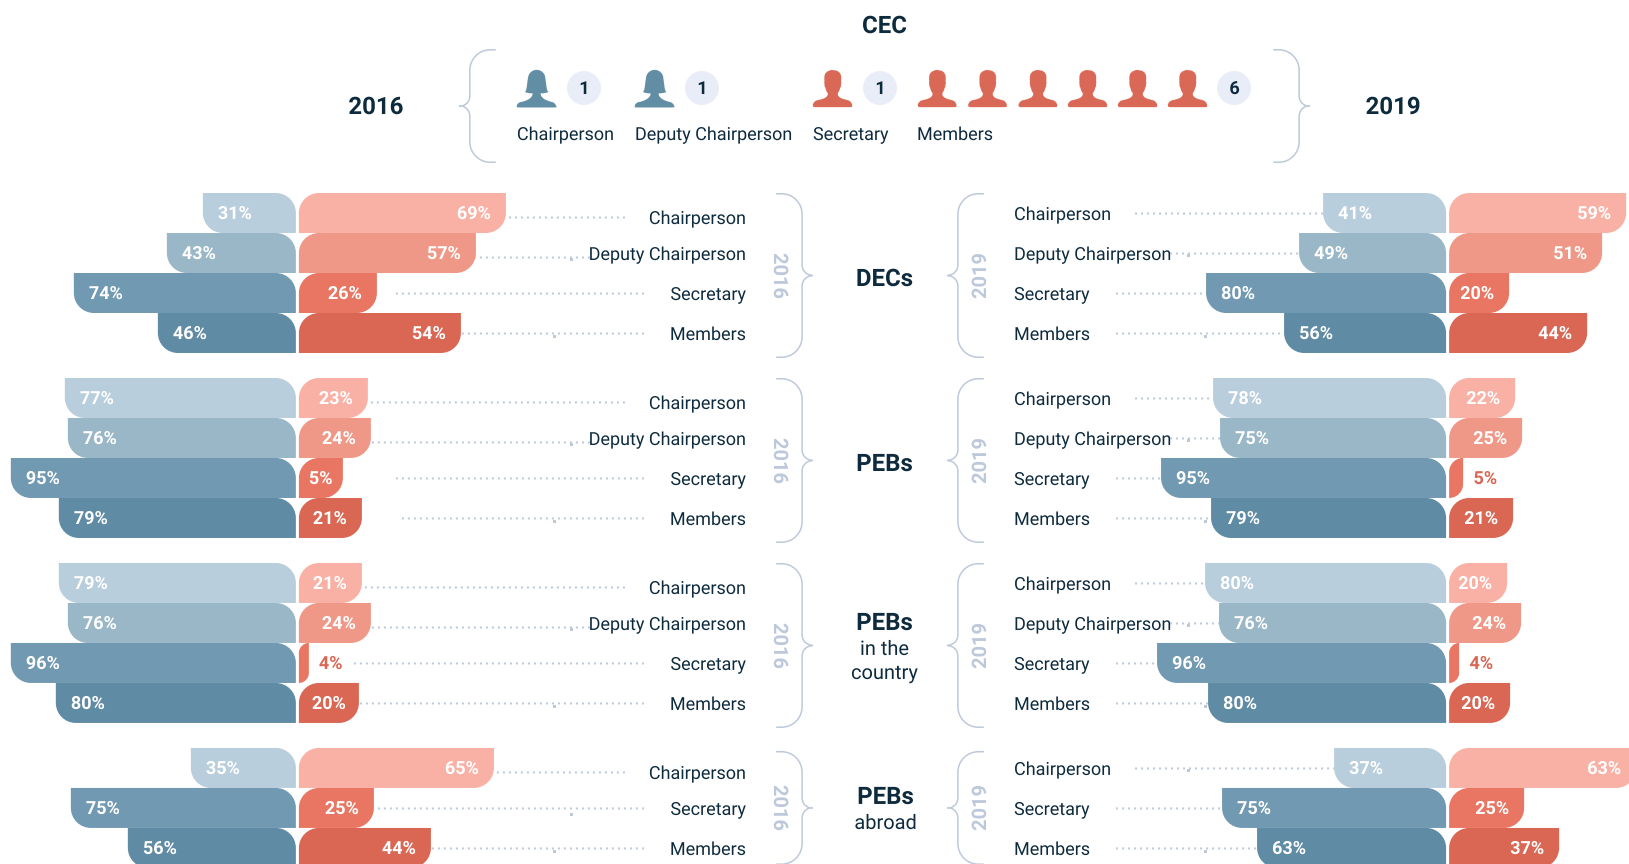 CEC
2016
1
1
1
6
2019
Chairperson
Deputy Chairperson
Secretary
Members
31% 69% Chairperson
43% 57% Deputy Chairperson
74% 26% Secretary
46% 54% Members
2016
DECs
2019
Chairperson 41% 59%
Deputy Chairperson 49% 51%
Secretary 80% 20%
Members 56% 44%
77% 23% Chairperson
76% 24% Deputy Chairperson
95% 5% Secretary
79% 21% Members
2016
PEBs
2019
Chairperson 78% 22%
Deputy Chairperson 75% 25%
Secretary 95% 5%
Members 79% 21%
79% 21% Chairperson
76% 24% Deputy Chairperson
96% 4% Secretary
80% 20% Members
2016
PEBs
in the
country
2019
Chairperson 80% 20%
Deputy Chairperson 76% 24%
Secretary 96% 4%
Members 80% 20%
35% 65% Chairperson
75% 25% Secretary
56% 44% Members
2016
PEBs
abroad
2019
Chairperson 37% 63%
Secretary 75% 25%
Members 63% 37%